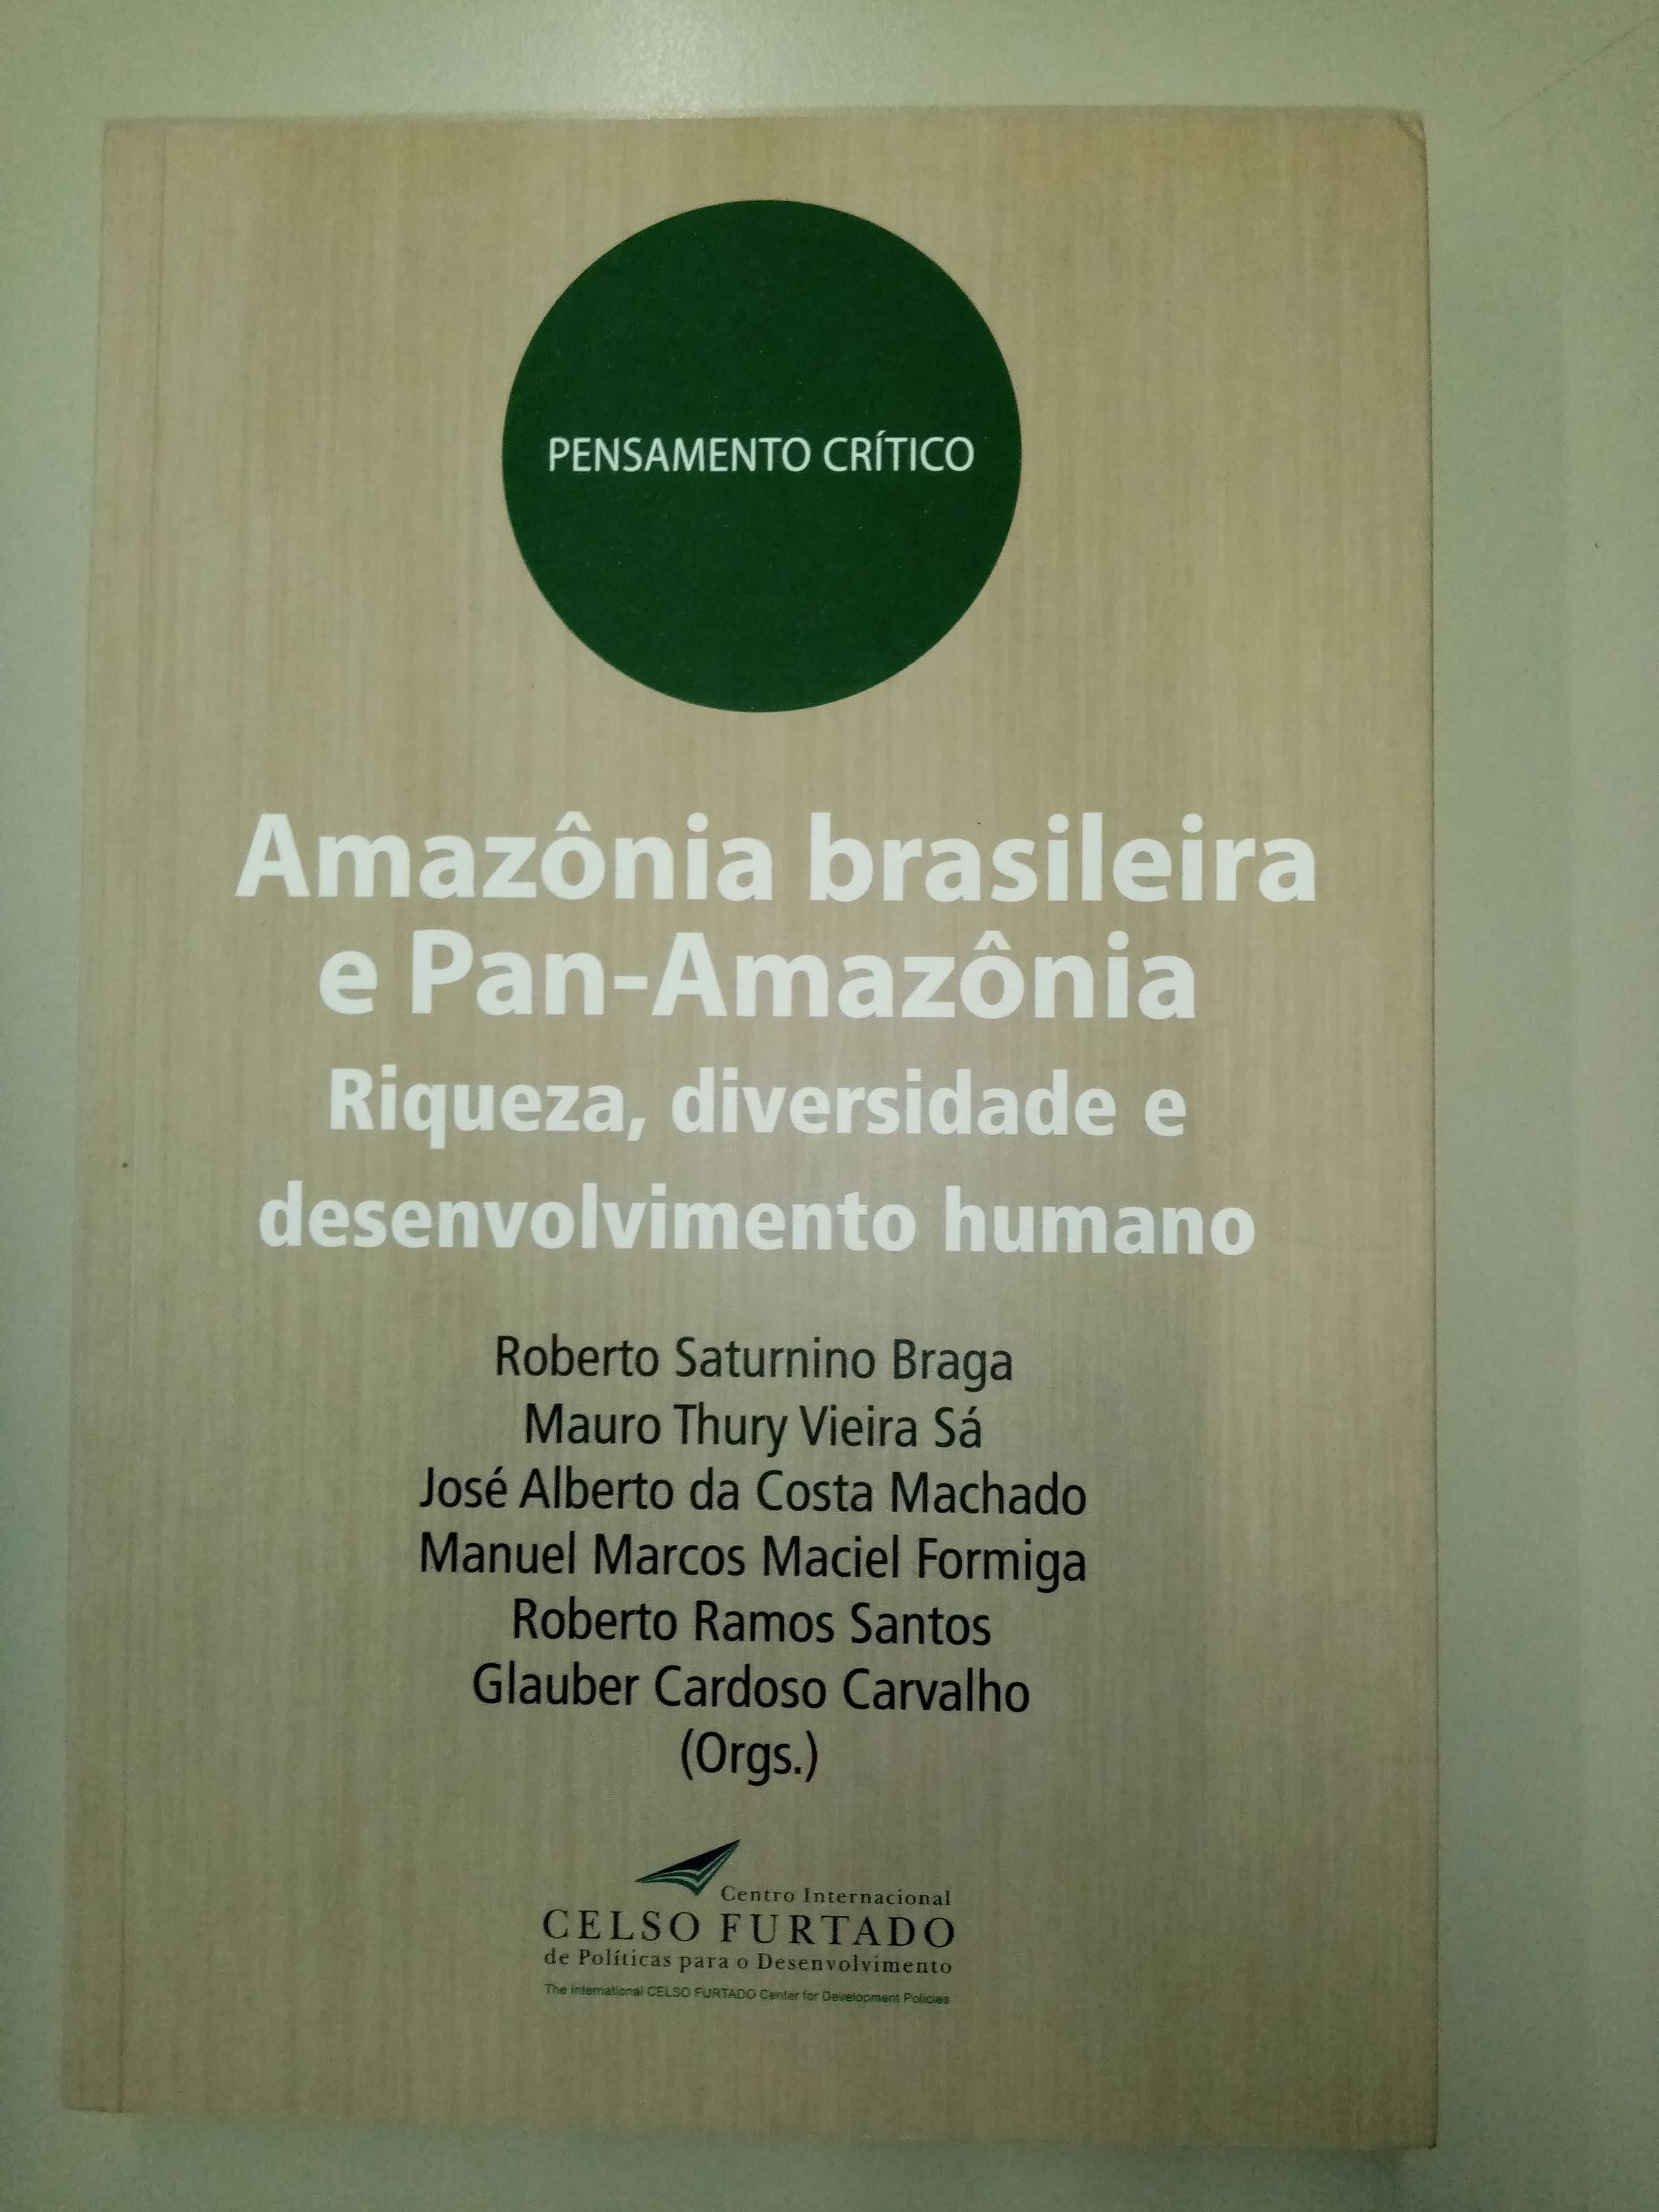 PENSAMENTO CRÍTICO
Amazônia brasileira
e Pan-Amazônia
Riqueza, diversidade e
desenvolvimento humano
Roberto Saturnino Braga
Mauro Thury Vieira Sá
José Alberto da Costa Machado
Manuel Marcos Maciel Formiga
Roberto Ramos Santos
Glauber Cardoso Carvalho
(Orgs.)
Centro Internacional
CELSO FURTADO
de Políticas para o Desenvolvimento
The International CELSO FURTADO Center for Development Policies